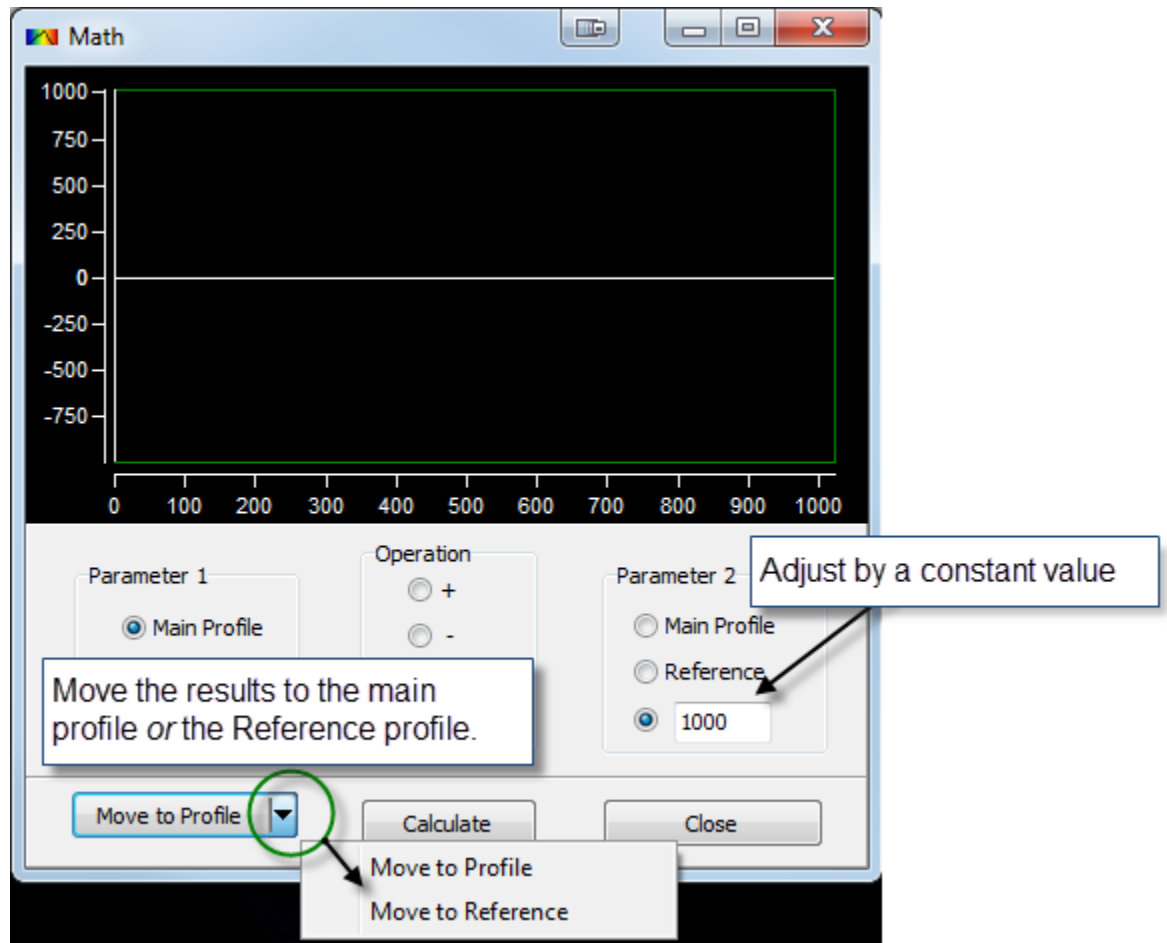 Math
1000
750
500
250
0
-250
-500
-750
0 100 200 300 400 500 600 700 800 900 1000
Parameter 1
Main Profile
Operation
+
-
Parameter 2
Main Profile
Reference
1000
Adjust by a constant value
Move the results to the main
profile or the Reference profile.
Move to Profile
Calculate
Close
Move to Profile
Move to Reference